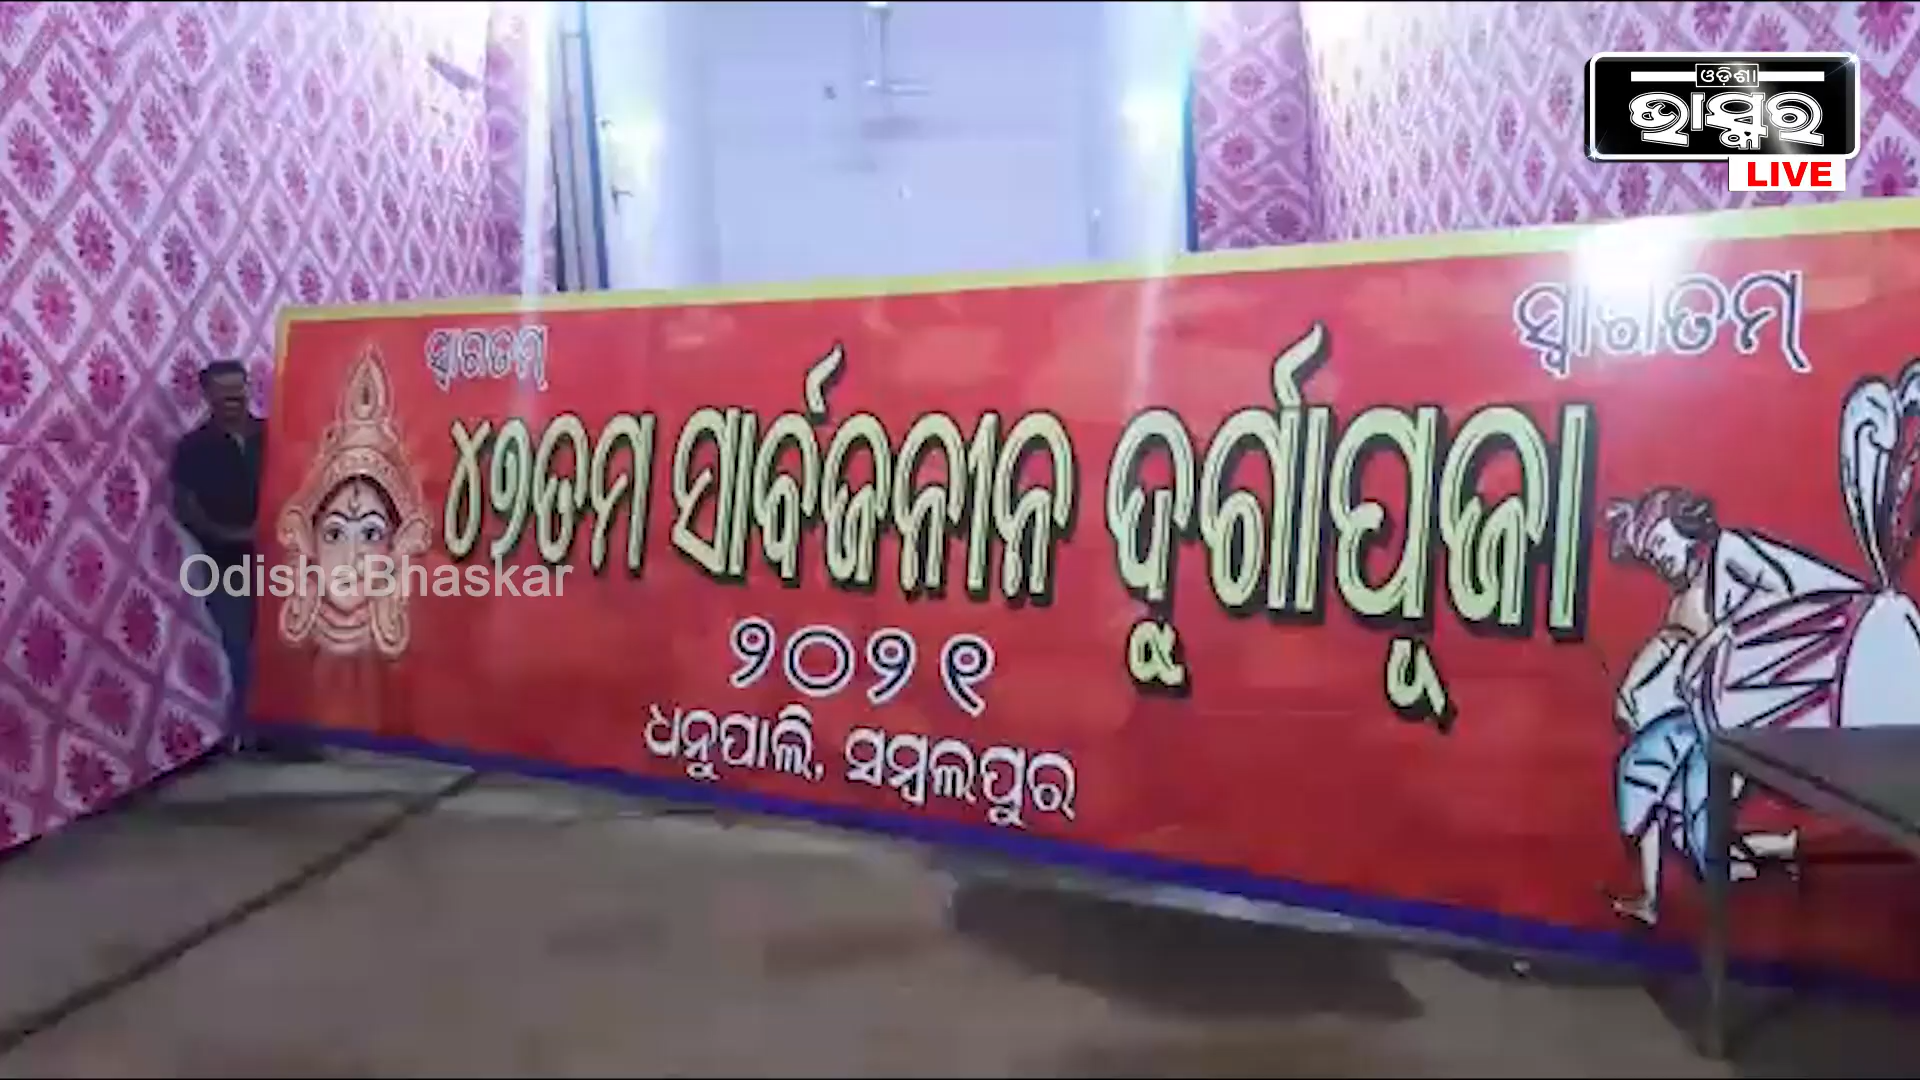 ଓଡ଼ିଶା
ଭାସ୍କର
LIVE
ସ୍ୱାଗତମ୍
ସ୍ୱାଗତମ୍
୪୨ତମ ସାର୍ବଜନୀନ ଦୁର୍ଗାପୂଜା
୨୦୨୧
ଧନୁପାଲି, ସମ୍ବଲପୁର
OdishaBhaskar